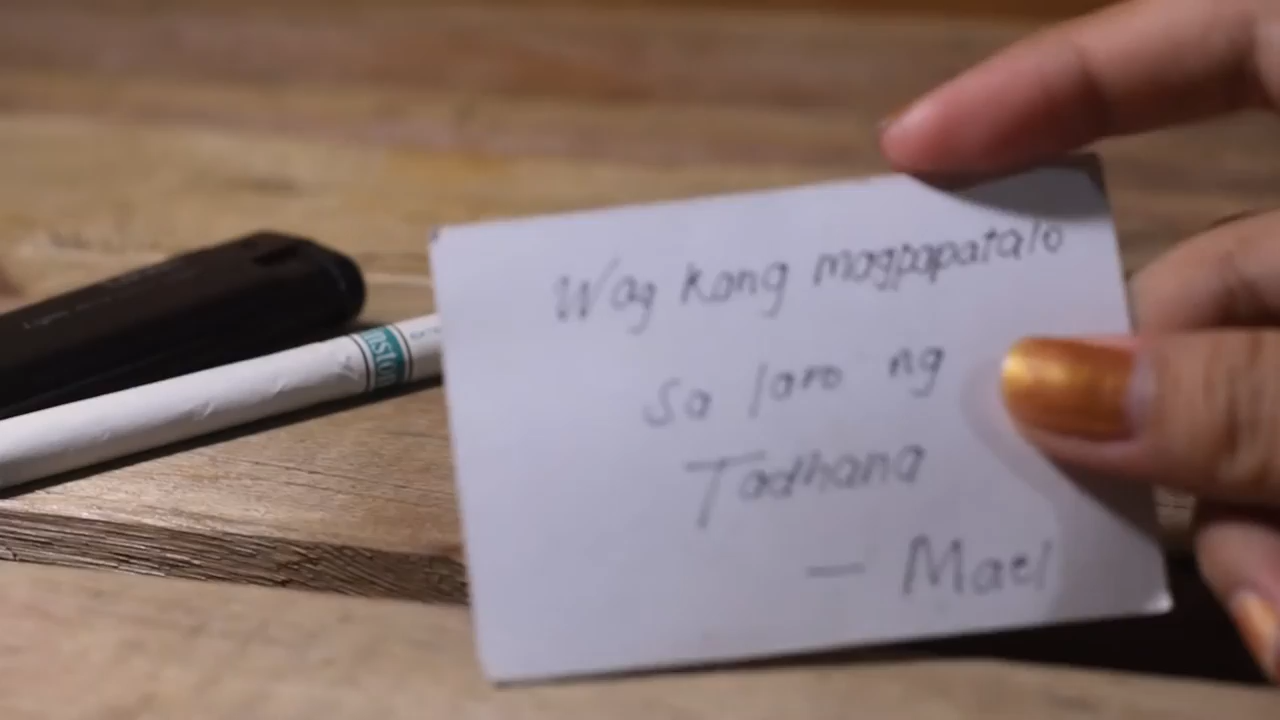 Wag kang magpapatalo
sa laro ng
Tadhana
— Mael